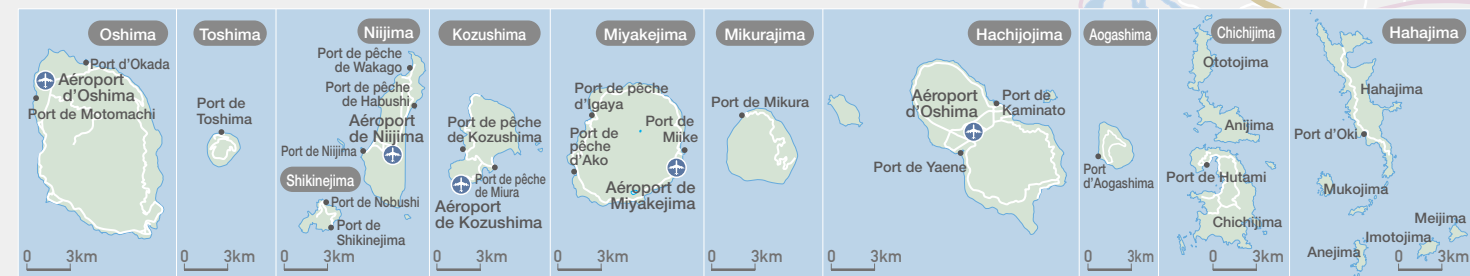 Oshima
Port d'Okada
Aéroport
d'Oshima
Port de Motomachi
0 3km
Toshima
Port de
Toshima
0 3km
Niijima
Port de pêche
de Wakago
Port de pêche
de Habushi
Aéroport
de Niijima
Port de Niijima
Shikinejima
Port de Nobushi
Port de
Shikinejima
0 3km
Kozushima
Port de pêche
de Kozushima
Port de pêche
de Miura
Aéroport
de Kozushima
0 3km
Miyakejima
Port de pêche
d'Igaya
Port de
Miike
Port de
pêche
d'Ako
Aéroport de
Miyakejima
0 3km
Mikurajima
Port de Mikura
0 3km
Hachijojima
Aéroport
d'Oshima
Port de
Kaminato
Port de Yaene
0 3km
Aogashima
Port
d'Aogashima
0 3km
Chichijima
Ototojima
Anijima
Port de Hutami
Chichijima
0 3km
Hahajima
Hahajima
Port d'Oki
Mukojima
Meijima
Imotojima
Anejima
0 3km